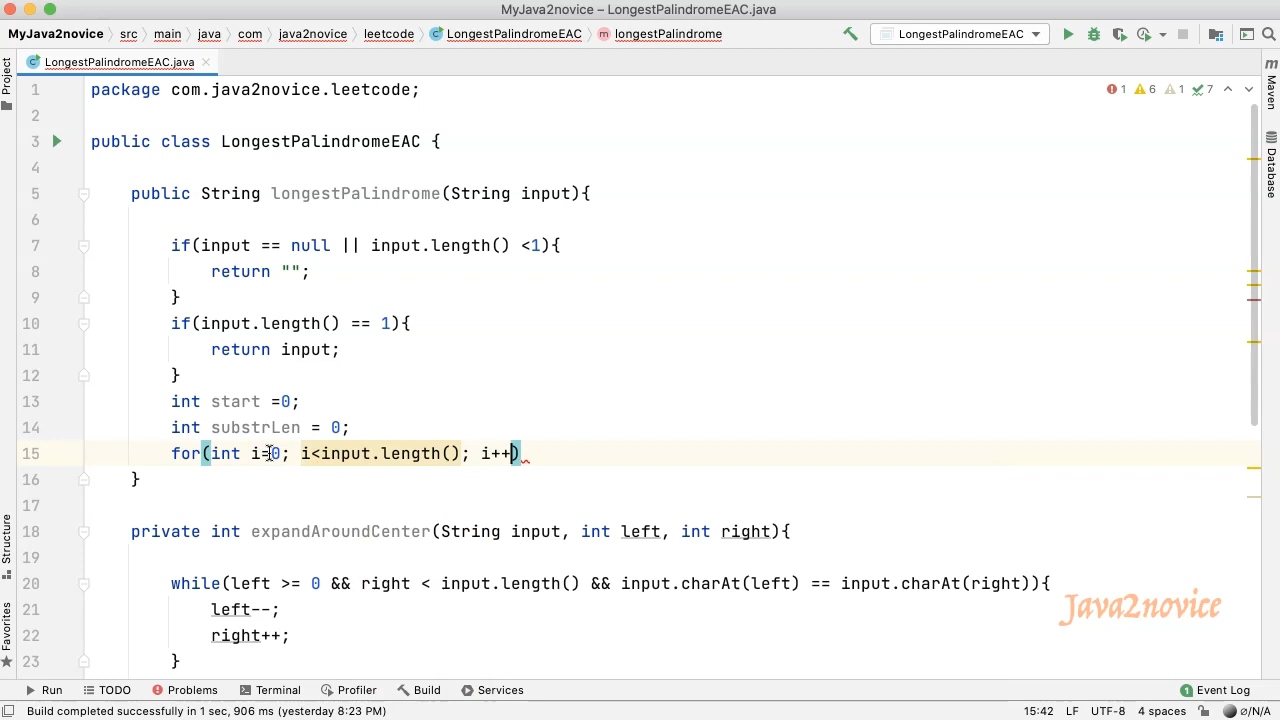 MyJava2novice – LongestPalindromeEAC.java
MyJava2novice src main java com java2novice leetcode LongestPalindromeEAC longestPalindrome LongestPalindromeEAC
LongestPalindromeEAC.java
1 package com.java2novice.leetcode; 1 6 1 7
2
3 public class LongestPalindromeEAC {
4
5 public String longestPalindrome(String input){
6
7 if(input == null || input.length() <1){
8 return "";
9 }
10 if(input.length() == 1){
11 return input;
12 }
13 int start =0;
14 int substrLen = 0;
15 for(int i=0; i<input.length(); i++)
16 }
17
18 private int expandAroundCenter(String input, int left, int right){
19
20 while(left >= 0 && right < input.length() && input.charAt(left) == input.charAt(right)){
21 left--;
22 right++;
23 }
Project
Structure
Favorites
m
Maven
Database
Java2novice
Run TODO Problems Terminal Profiler Build Services 1 Event Log
Build completed successfully in 1 sec, 906 ms (yesterday 8:23 PM) 15:42 LF UTF-8 4 spaces ⌀/N/A